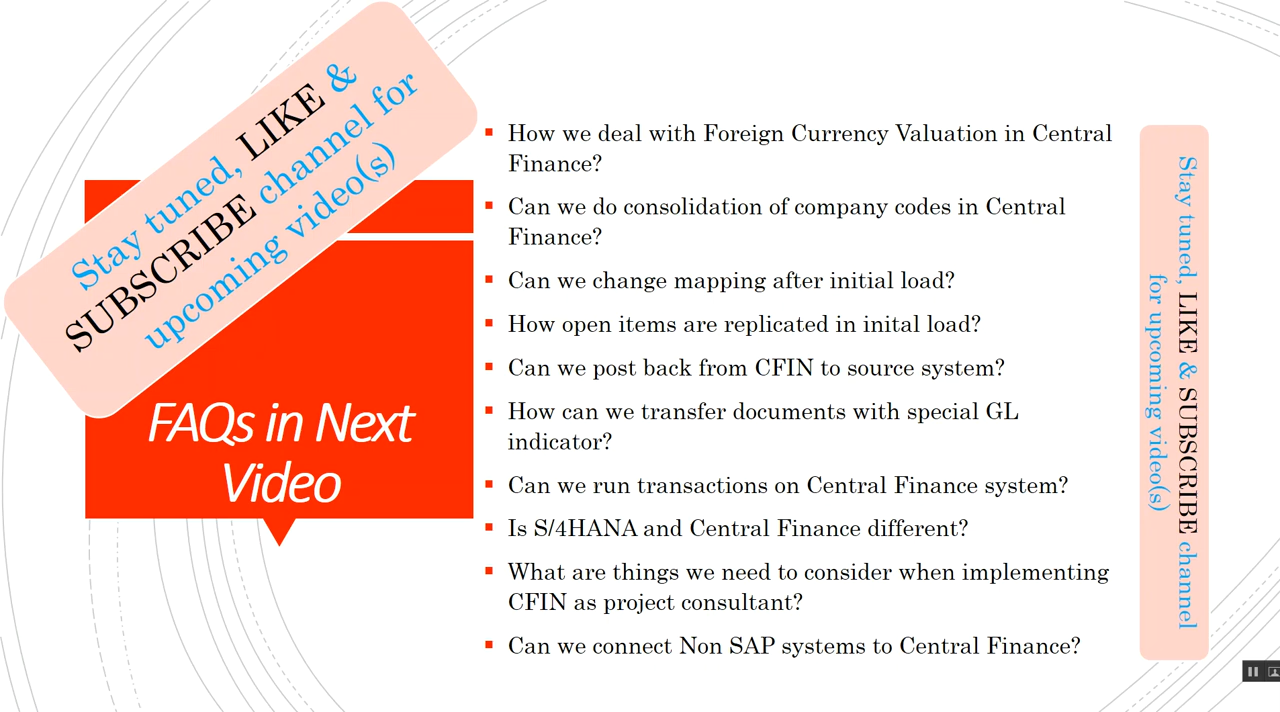 Stay tuned, LIKE &
SUBSCRIBE channel for
upcoming video(s)
FAQs in Next
Video
How we deal with Foreign Currency Valuation in Central
Finance?
Can we do consolidation of company codes in Central
Finance?
Can we change mapping after initial load?
How open items are replicated in inital load?
Can we post back from CFIN to source system?
How can we transfer documents with special GL
indicator?
Can we run transactions on Central Finance system?
Is S/4HANA and Central Finance different?
What are things we need to consider when implementing
CFIN as project consultant?
Can we connect Non SAP systems to Central Finance?
Stay tuned, LIKE & SUBSCRIBE channel
for upcoming video(s)